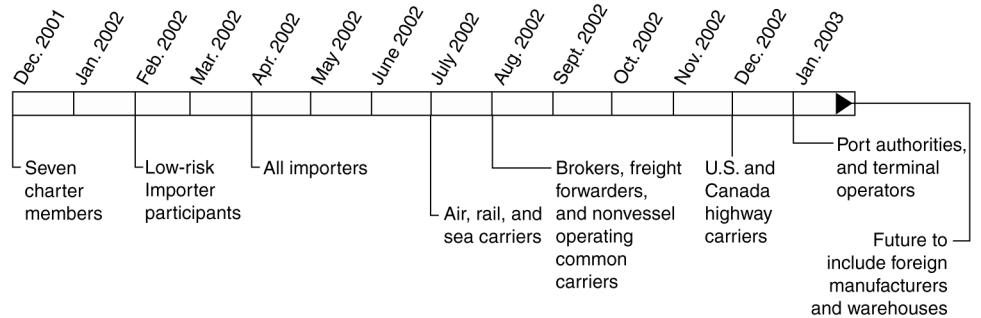 Dec. 2001
Jan. 2002
Feb. 2002
Mar. 2002
Apr. 2002
May 2002
June 2002
July 2002
Aug. 2002
Sept. 2002
Oct. 2002
Nov. 2002
Dec. 2002
Jan. 2003
Seven
charter
members
Low-risk
Importer
participants
All importers
Air, rail, and
sea carriers
Brokers, freight
forwarders,
and nonvessel
operating
common
carriers
U.S. and
Canada
highway
carriers
Port authorities,
and terminal
operators
Future to
include foreign
manufacturers
and warehouses